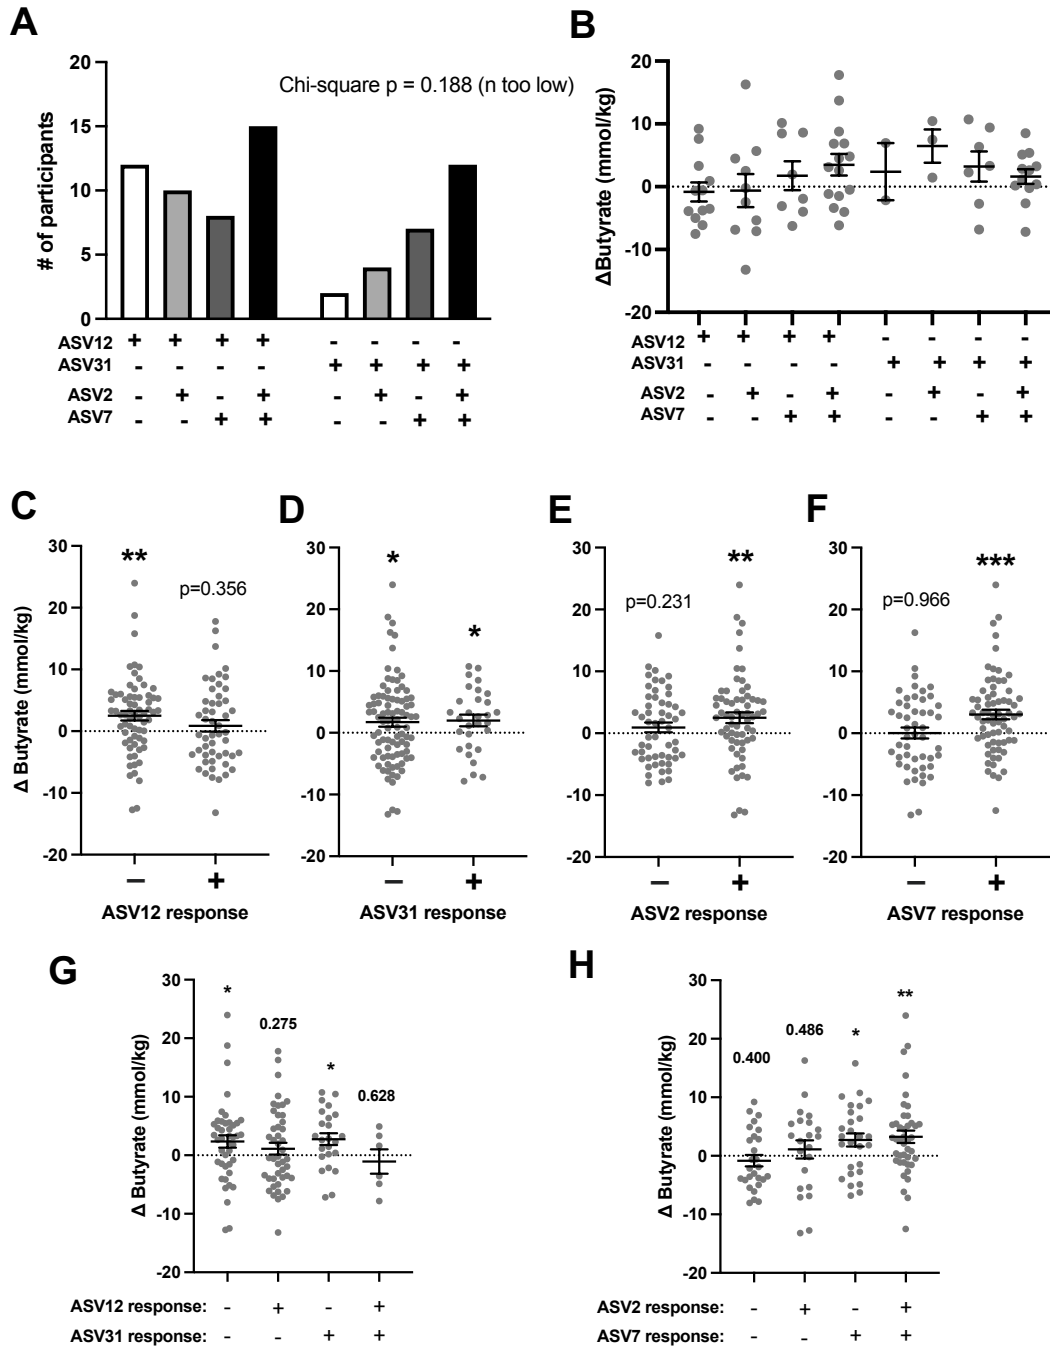 A
# of participants
20
15
10
5
0
Chi-square p = 0.188 (n too low)
ASV12 + + + + - - - -
ASV31 - - - - + + + +
ASV2 - + - + - + - +
ASV7 - - + + - - + +
B
ΔButyrate (mmol/kg)
20
10
0
-10
-20
ASV12 + + + + - - - -
ASV31 - - - - + + + +
ASV2 - + - + - + - +
ASV7 - - + + - - + +
C
Δ Butyrate (mmol/kg)
30
20
10
0
-10
-20
**
p=0.356
− +
ASV12 response
D
30
20
10
0
-10
-20
*
*
− +
ASV31 response
E
30
20
10
0
-10
-20
p=0.231
**
− +
ASV2 response
F
30
20
10
0
-10
-20
p=0.966
***
− +
ASV7 response
G
Δ Butyrate (mmol/kg)
30
20
10
0
-10
-20
*
0.275
*
0.628
ASV12 response: - + - +
ASV31 response: - - + +
H
Δ Butyrate (mmol/kg)
30
20
10
0
-10
-20
0.400
0.486
*
**
ASV2 response: - + - +
ASV7 response: - - + +